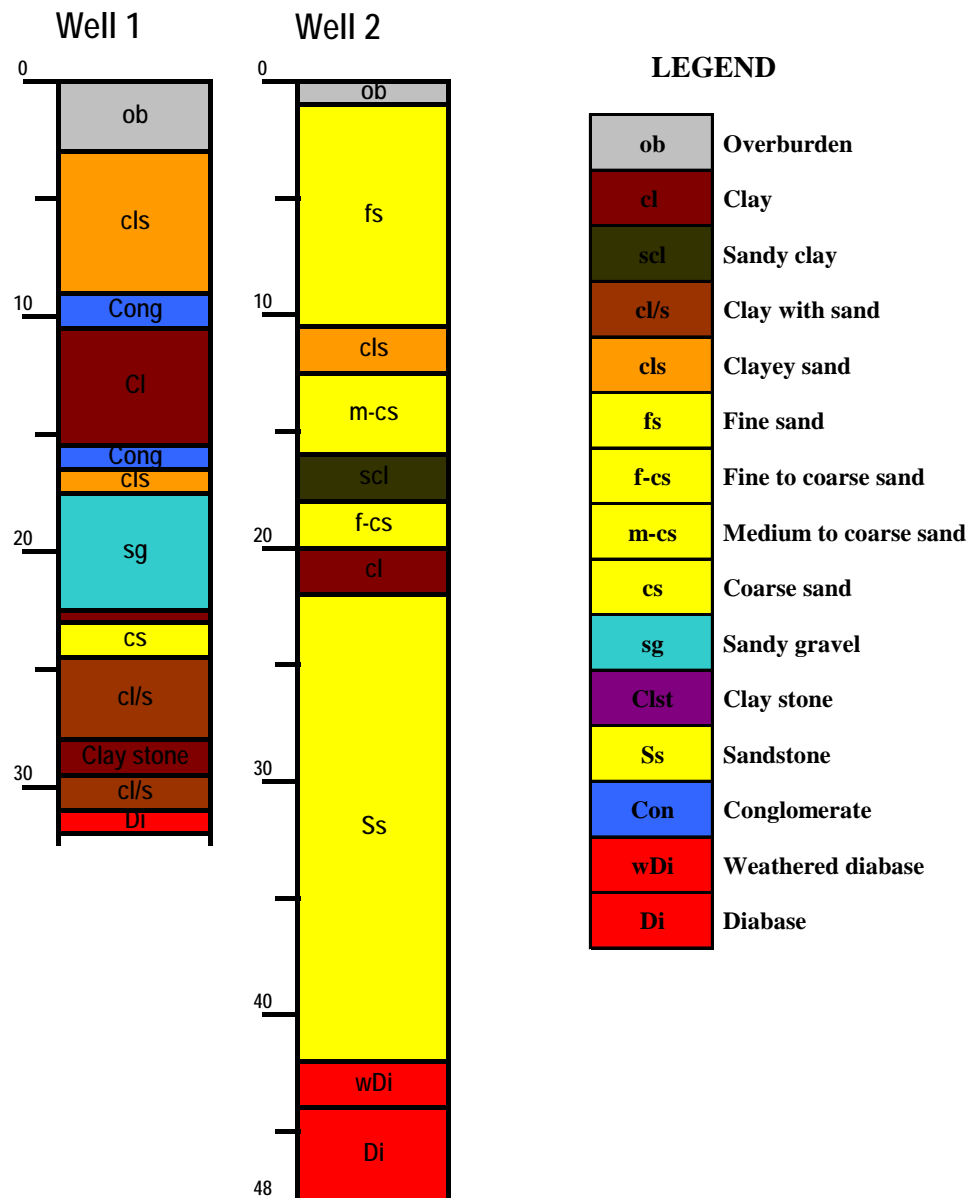 Well 1
0
ob
cls
10
Cong
Cl
Cong
cls
20
sg
cs
cl/s
Clay stone
30
cl/s
Di
Well 2
0
ob
fs
10
cls
m-cs
scl
f-cs
20
cl
30
Ss
40
wDi
Di
48
LEGEND
ob Overburden
cl Clay
scl Sandy clay
cl/s Clay with sand
cls Clayey sand
fs Fine sand
f-cs Fine to coarse sand
m-cs Medium to coarse sand
cs Coarse sand
sg Sandy gravel
Clst Clay stone
Ss Sandstone
Con Conglomerate
wDi Weathered diabase
Di Diabase